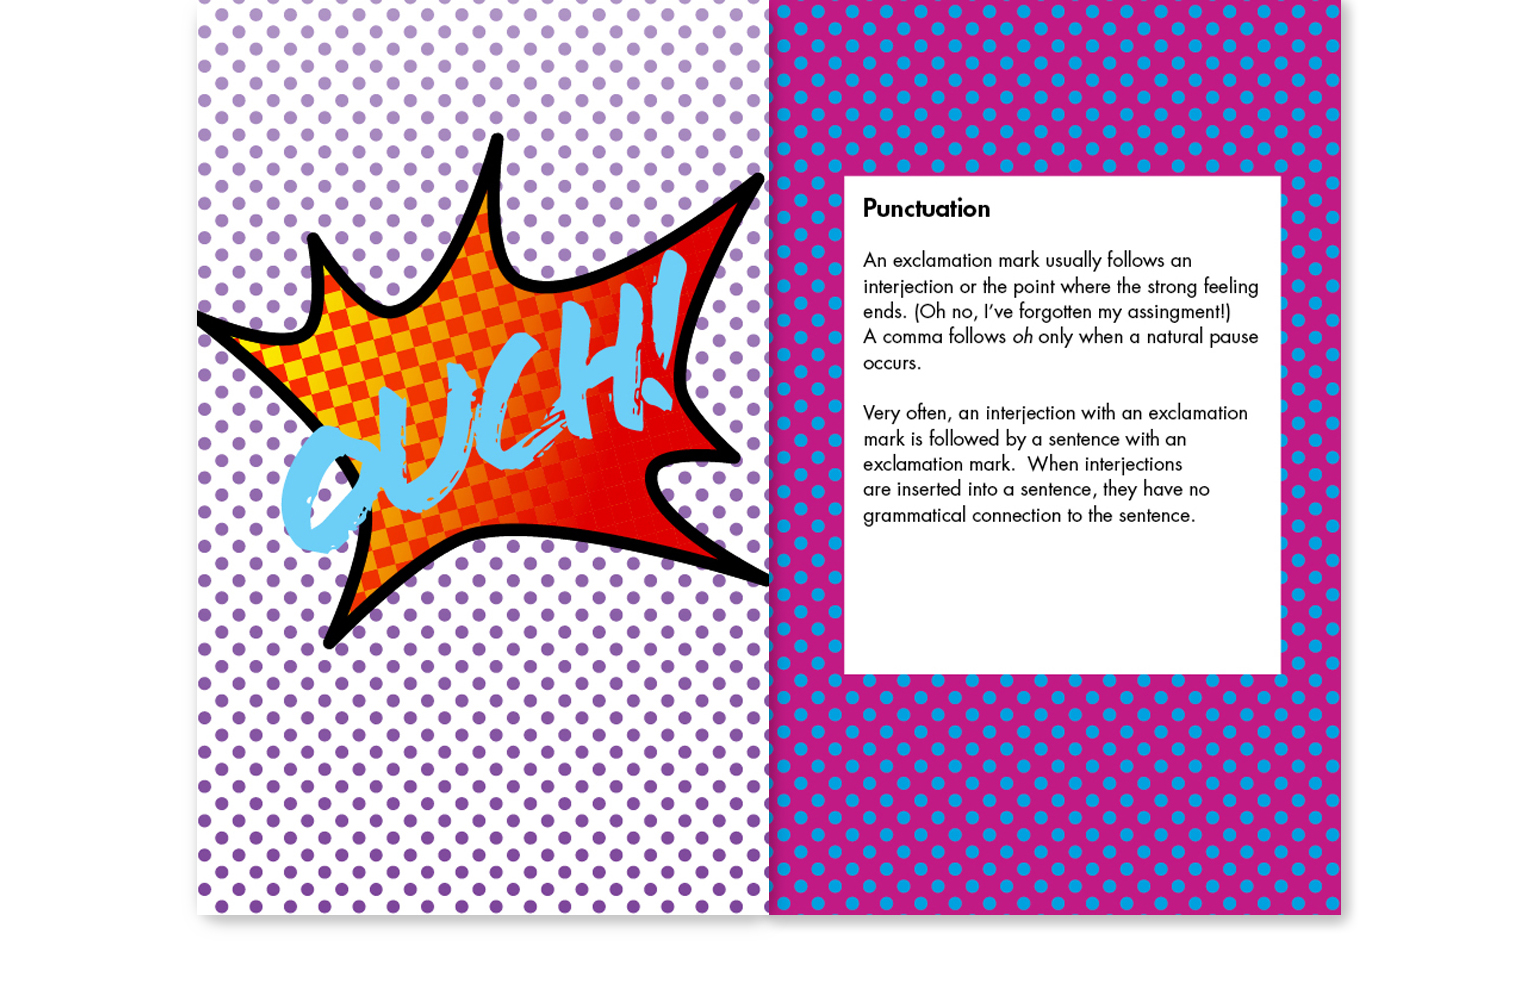 OUCH!
Punctuation
An exclamation mark usually follows an
interjection or the point where the strong feeling
ends. (Oh no, I've forgotten my assingment!)
A comma follows oh only when a natural pause
occurs.
Very often, an interjection with an exclamation
mark is followed by a sentence with an
exclamation mark.  When interjections
are inserted into a sentence, they have no
grammatical connection to the sentence.